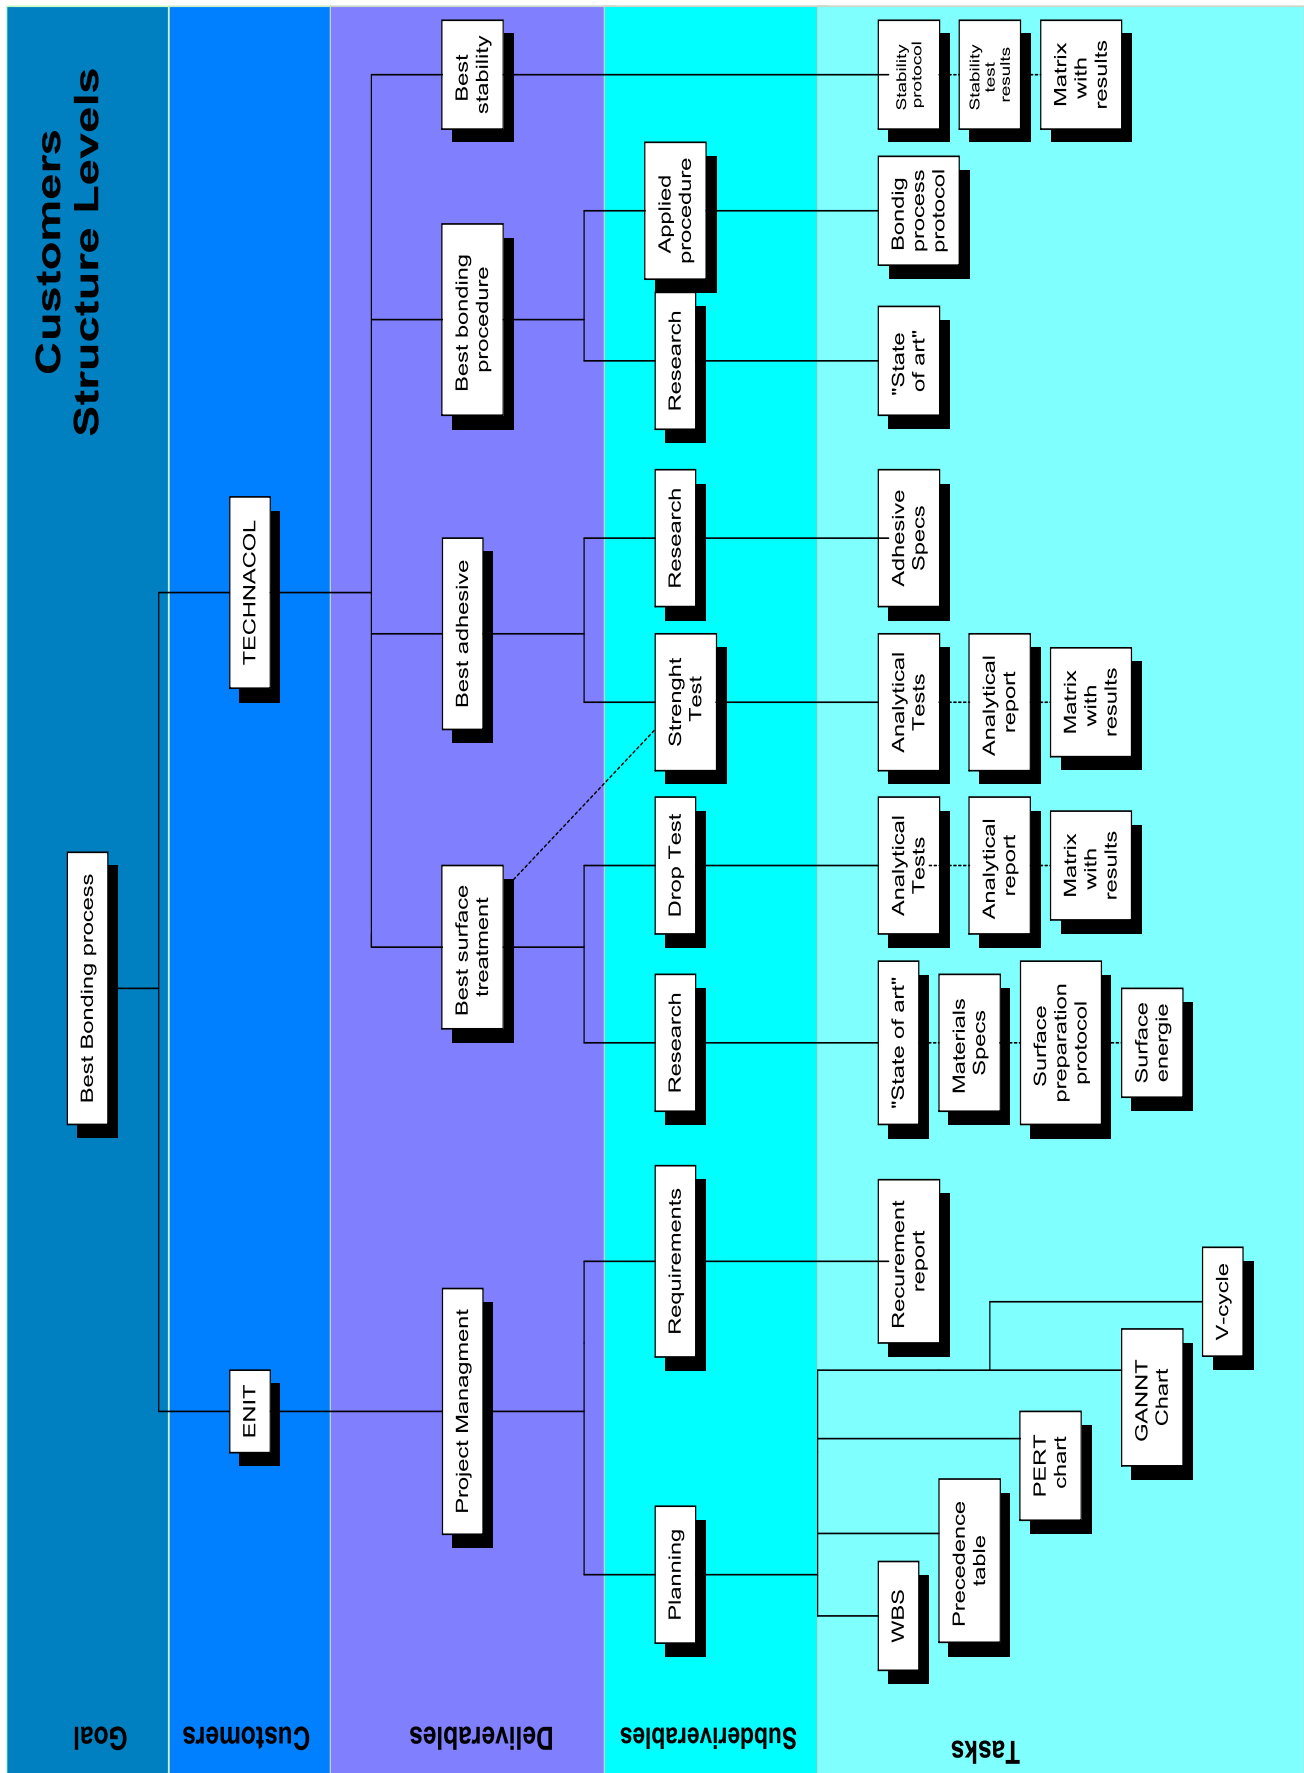 Customers
Structure Levels
Goal
Best Bonding process
Customers
ENIT
TECHNACOL
Deliverables
Project Managment
Best surface
treatment
Best adhesive
Best bonding
procedure
Best
stability
Subderiverables
Planning
Requirements
Research
Drop Test
Strenght
Test
Research
Research
Applied
procedure
Tasks
WBS
Precedence
table
PERT
chart
GANNT
Chart
V-cycle
Recurement
report
"State of art"
Materials
Specs
Surface
preparation
protocol
Surface
energie
Analytical
Tests
Analytical
report
Matrix
with
results
Analytical
Tests
Analytical
report
Matrix
with
results
Adhesive
Specs
"State
of art"
Bondig
process
protocol
Stability
protocol
Stability
test
results
Matrix
with
results